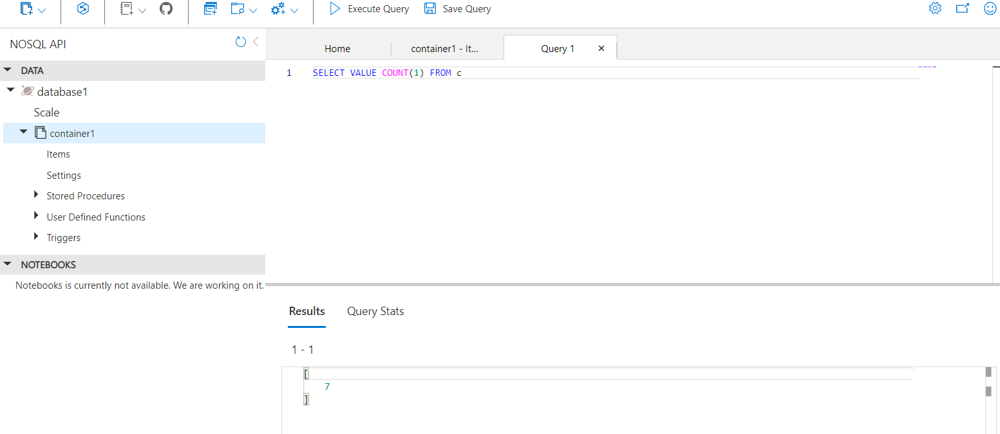 Execute Query Save Query
NOSQL API
DATA
database1
Scale
container1
Items
Settings
Stored Procedures
User Defined Functions
Triggers
NOTEBOOKS
Notebooks is currently not available. We are working on it.
Home container1 - It... Query 1 ✕
1 SELECT VALUE COUNT(1) FROM c
Results Query Stats
1 - 1
[
7
]